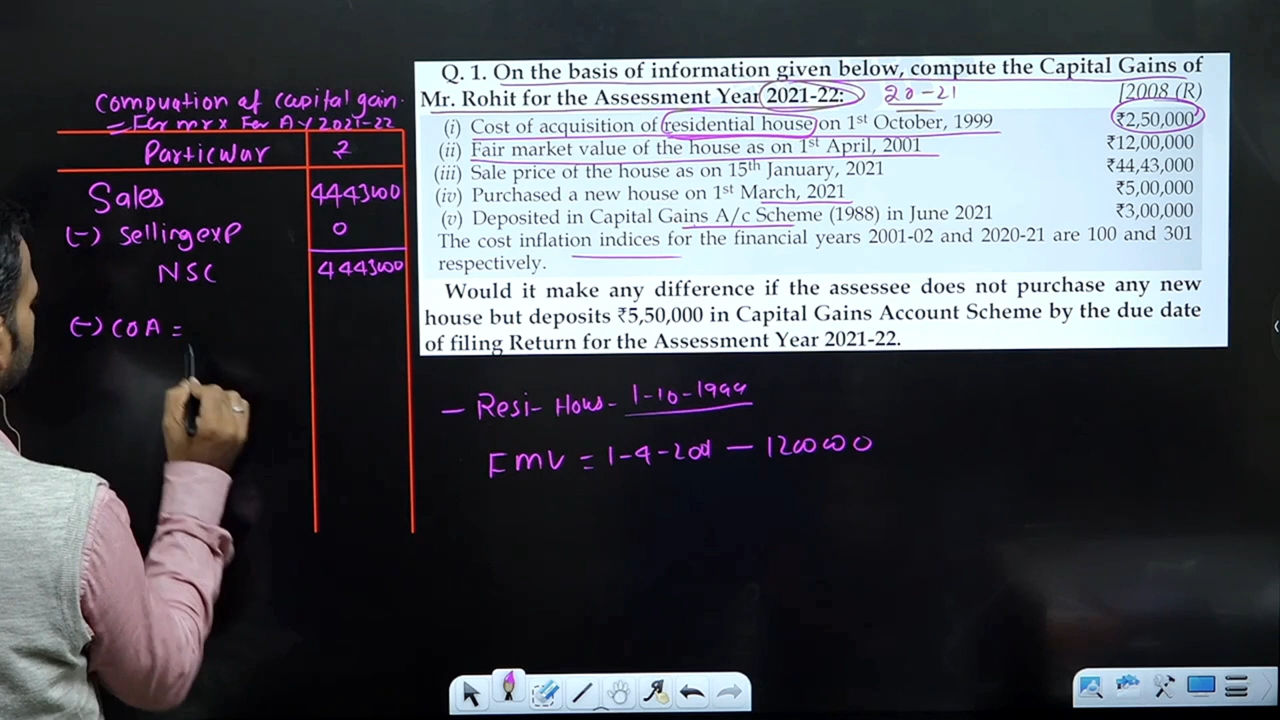 Compuation of capital gain.
= For mr x For A y 2021-22
Particular ₹
Sales 4443000
(-) Selling exp 0
NSC 4443000
(-) COA =
Q. 1. On the basis of information given below, compute the Capital Gains of
Mr. Rohit for the Assessment Year 2021-22: 20-21 [2008 (R)
(i) Cost of acquisition of residential house on 1st October, 1999 ₹2,50,000
(ii) Fair market value of the house as on 1st April, 2001 ₹12,00,000
(iii) Sale price of the house as on 15th January, 2021 ₹44,43,000
(iv) Purchased a new house on 1st March, 2021 ₹5,00,000
(v) Deposited in Capital Gains A/c Scheme (1988) in June 2021 ₹3,00,000
The cost inflation indices for the financial years 2001-02 and 2020-21 are 100 and 301
respectively.
Would it make any difference if the assessee does not purchase any new
house but deposits ₹5,50,000 in Capital Gains Account Scheme by the due date
of filing Return for the Assessment Year 2021-22.
- Resi- Hous- 1-10-1999
FMV = 1-4-2001 - 1200000